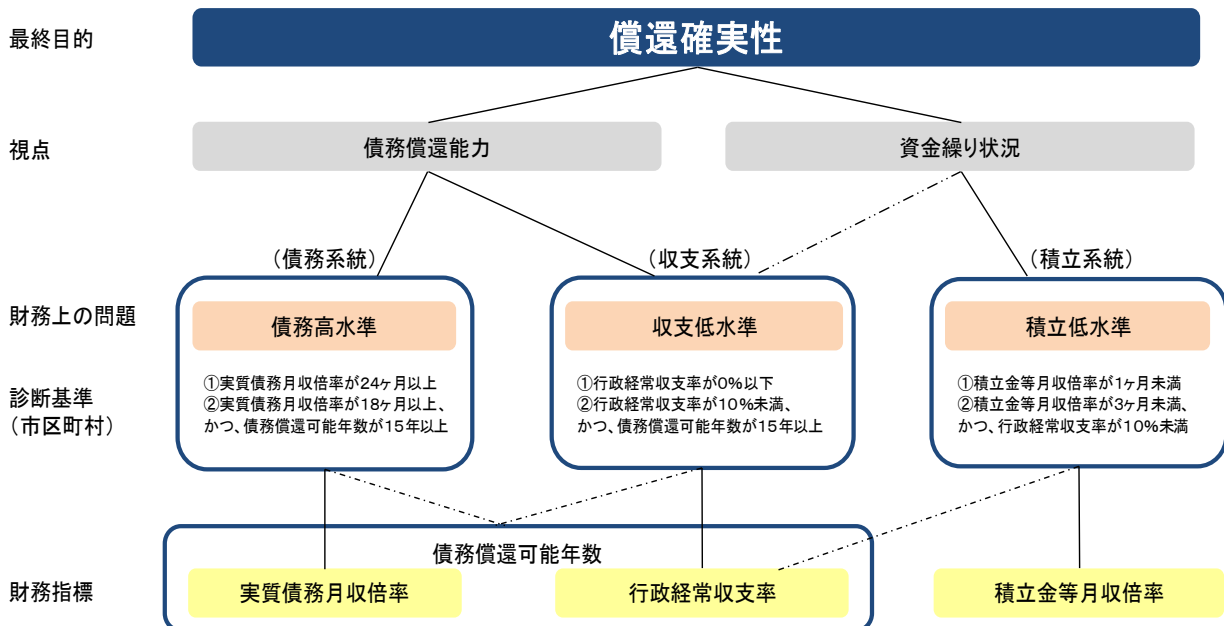 最終目的
償還確実性
視点
債務償還能力
資金繰り状況
（債務系統）
（収支系統）
（積立系統）
財務上の問題
債務高水準
収支低水準
積立低水準
診断基準
（市区町村）
①実質債務月収倍率が24ヶ月以上
②実質債務月収倍率が18ヶ月以上、
かつ、債務償還可能年数が15年以上
①行政経常収支率が0%以下
②行政経常収支率が10%未満、
かつ、債務償還可能年数が15年以上
①積立金等月収倍率が1ヶ月未満
②積立金等月収倍率が3ヶ月未満、
かつ、行政経常収支率が10%未満
債務償還可能年数
財務指標
実質債務月収倍率
行政経常収支率
積立金等月収倍率